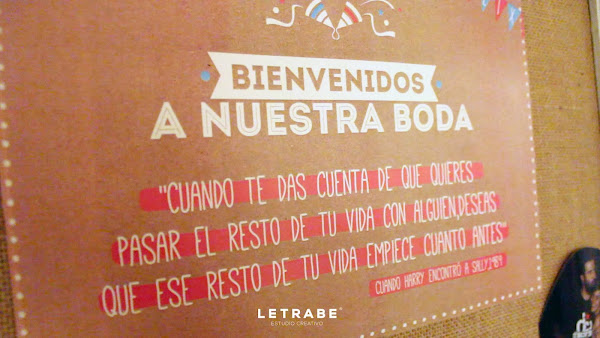 BIENVENIDOS
A NUESTRA BODA
"CUANDO TE DAS CUENTA DE QUE QUIERES
PASAR EL RESTO DE TU VIDA CON ALGUIEN,DESEAS
QUE ESE RESTO DE TU VIDA EMPIECE CUANTO ANTES"
CUANDO HARRY ENCONTRÓ A SALLY,1989
LETRABE
ESTUDIO CREATIVO